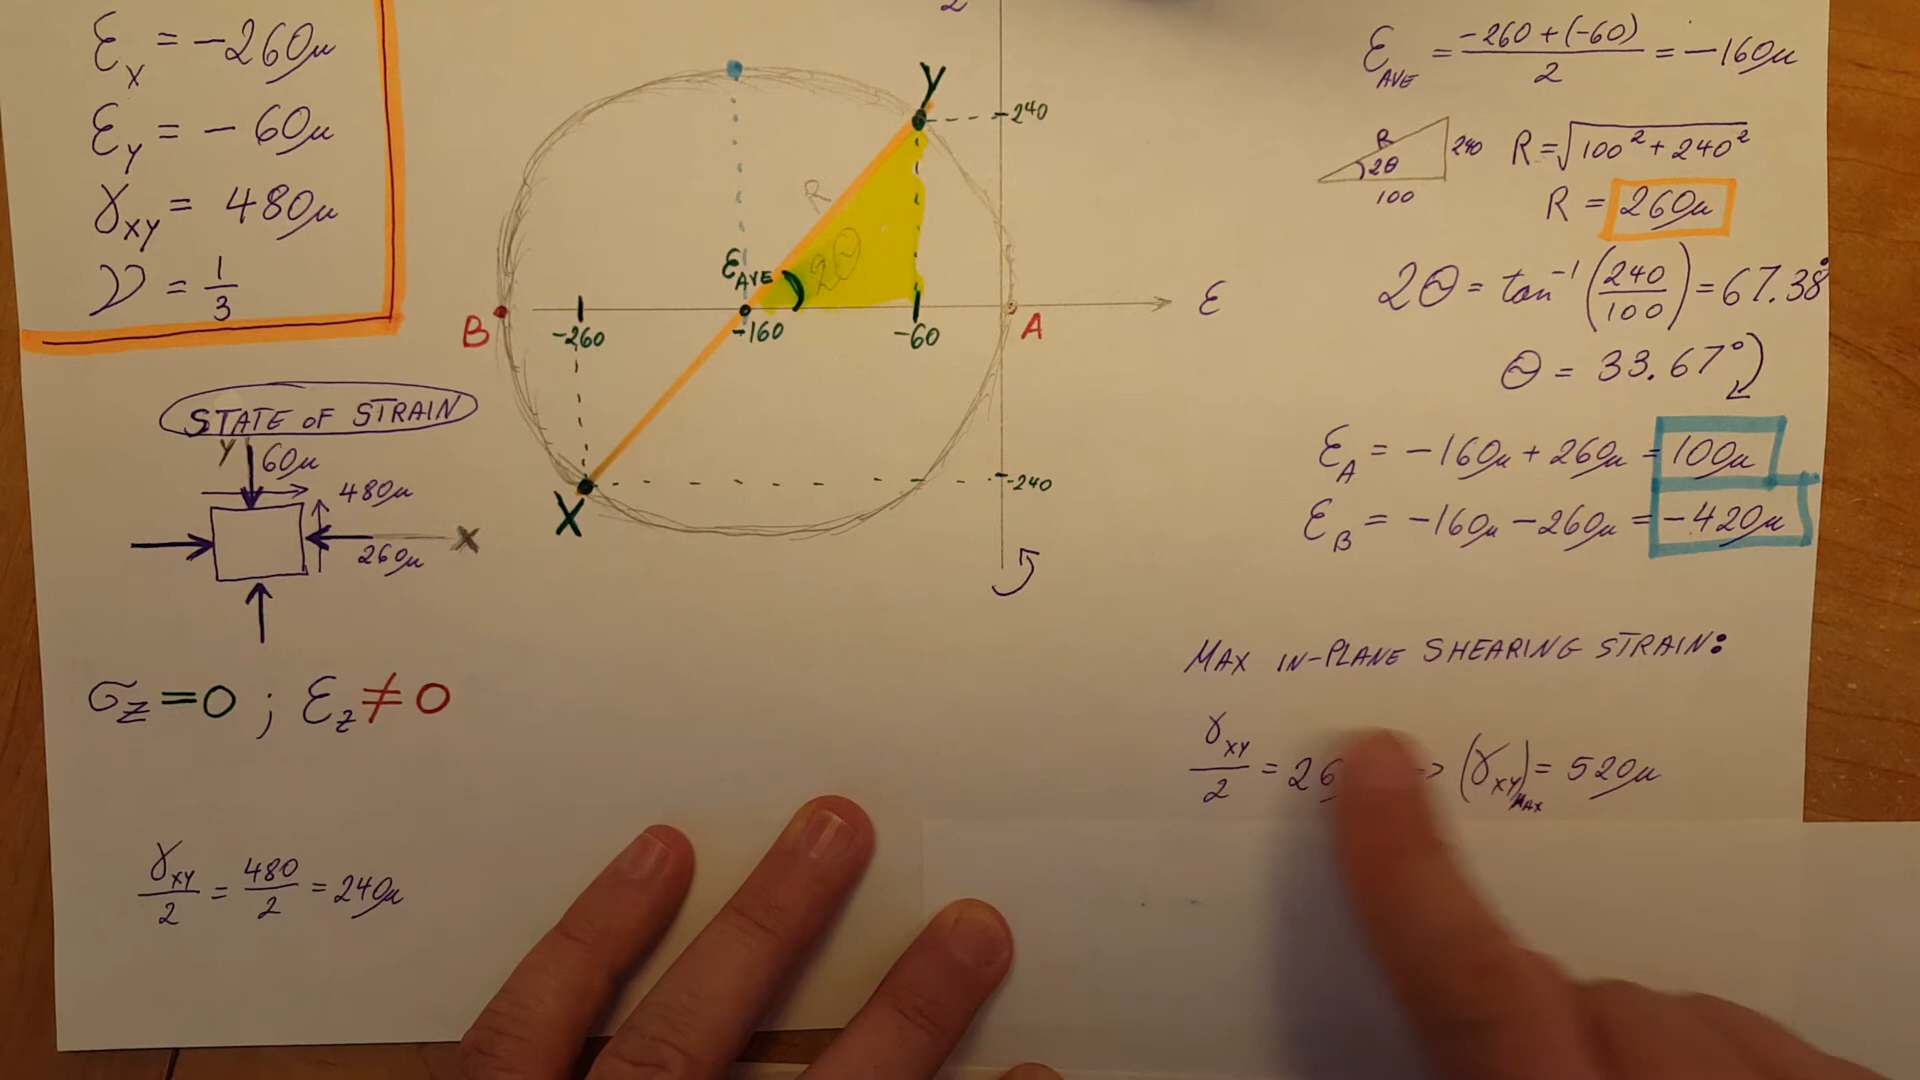 εx = -260μ
εy = -60μ
γxy = 480μ
ν = 1/3
STATE OF STRAIN
Y
60μ
480μ
X
260μ
σz = 0 ; εz ≠ 0
γxy/2 = 480/2 = 240μ
2
Y
240
R
εAVE
2θ
B
-260
-160
-60
A
ε
X
-240
εAVE = (-260 + (-60))/2 = -160μ
R
2θ
240
100
R = √(100² + 240²)
R = 260μ
2θ = tan⁻¹(240/100) = 67.38°
θ = 33.67°
εA = -160μ + 260μ = 100μ
εB = -160μ - 260μ = -420μ
MAX IN-PLANE SHEARING STRAIN:
γxy/2 = 26 => (γxy)MAX = 520μ